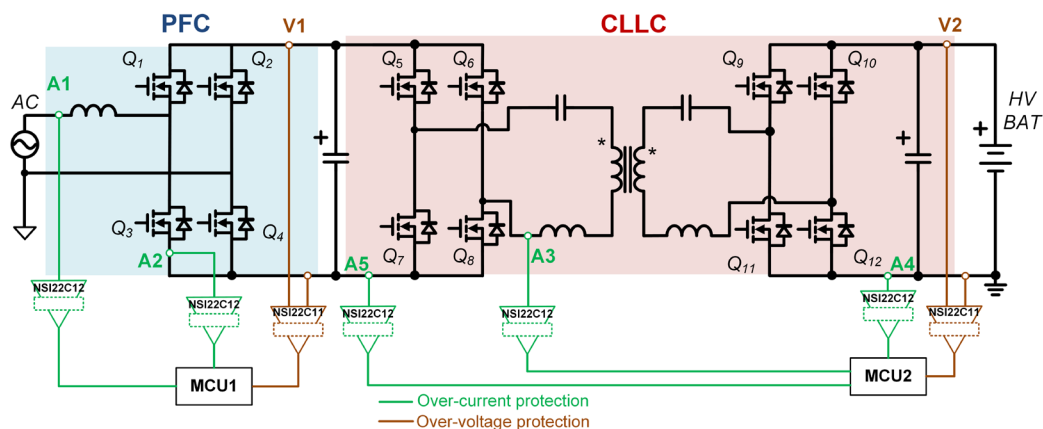 PFC
V1
CLLC
V2
Q1
Q2
Q5
Q6
Q9
Q10
A1
AC
+
+
+
HV
BAT
*
*
Q3
Q4
A2
Q7
Q8
A5
A3
Q11
Q12
A4
NSI22C12
NSI22C12
NSI22C11
NSI22C12
NSI22C12
NSI22C12
NSI22C11
MCU1
MCU2
Over-current protection
Over-voltage protection